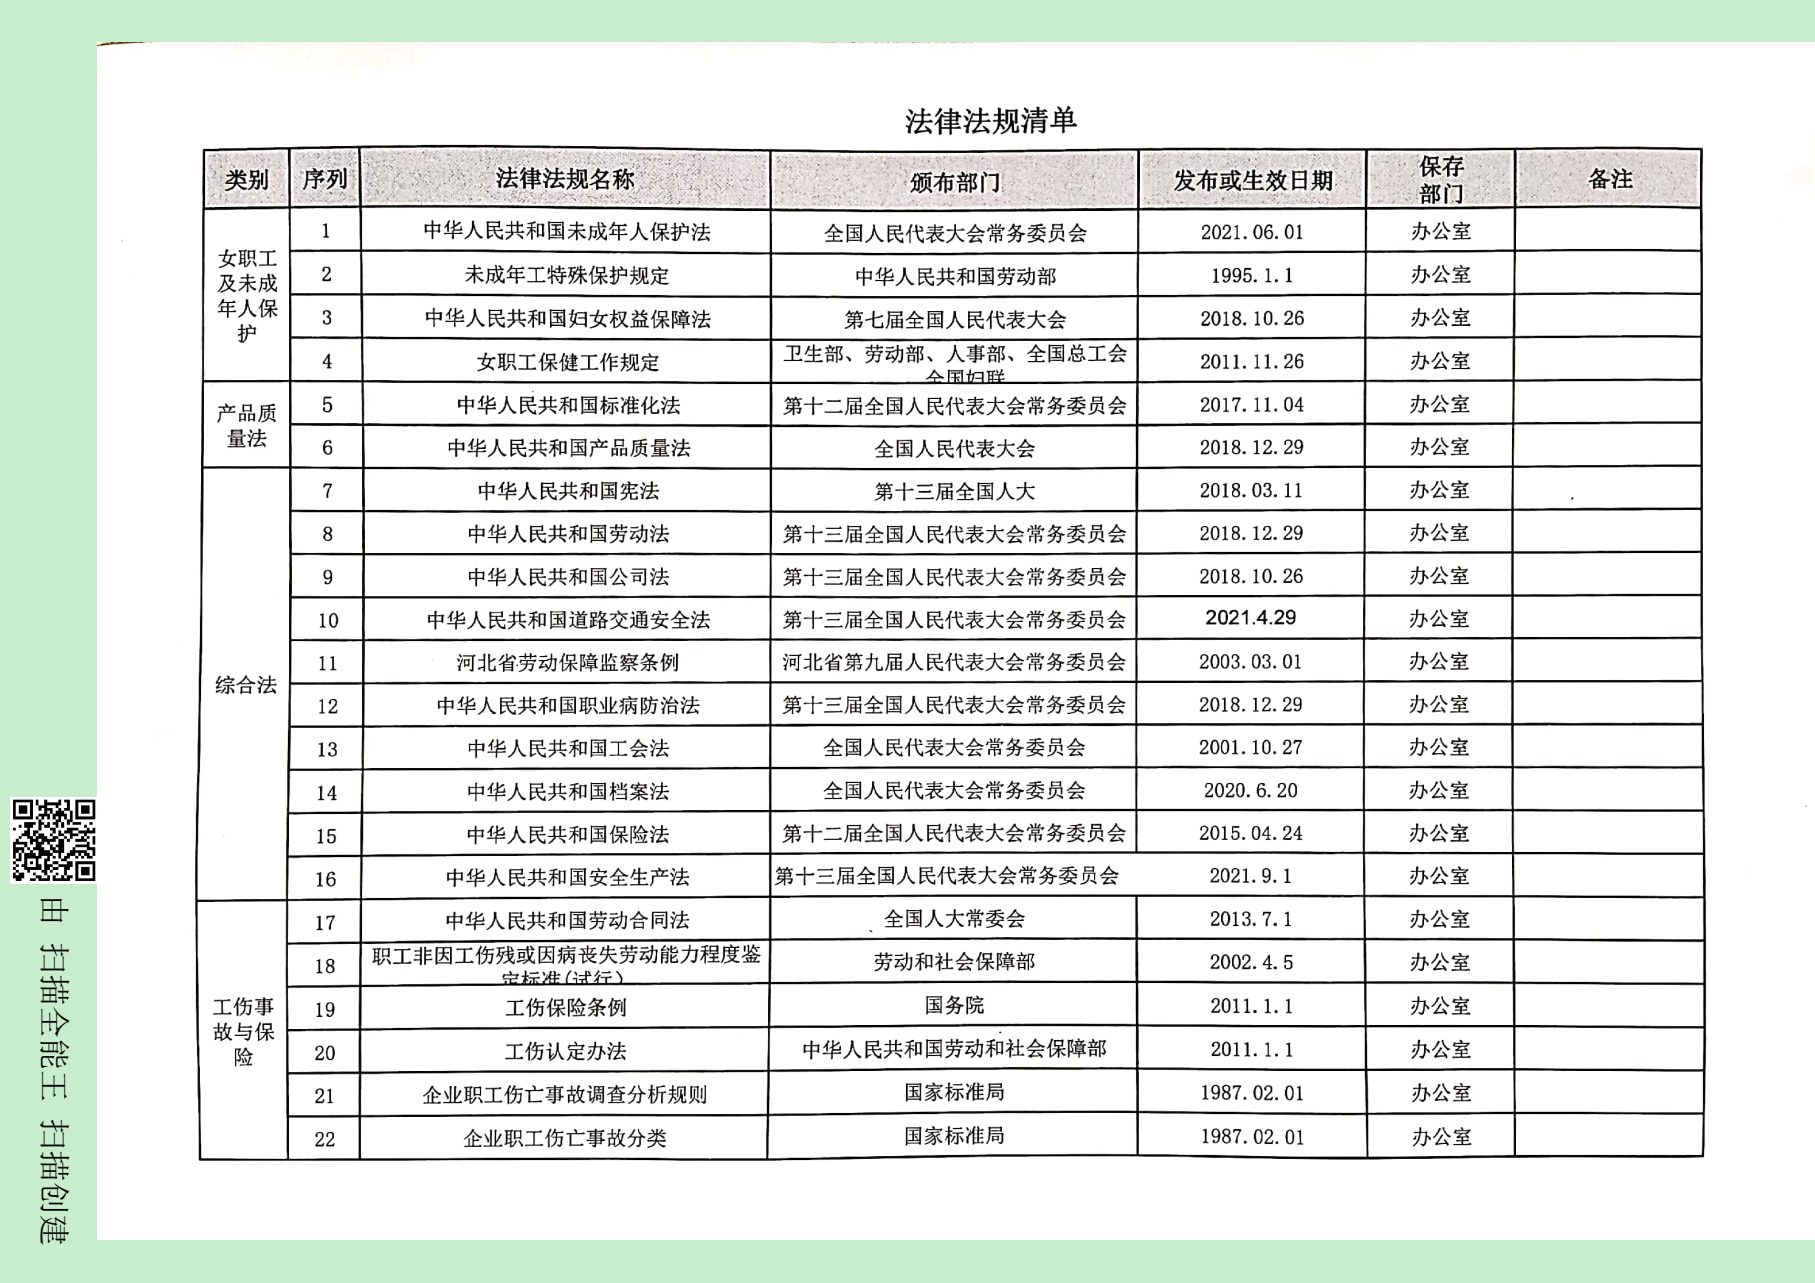 法律法规清单
类别 序列 法律法规名称 颁布部门 发布或生效日期 保存部门 备注
女职工及未成年人保护
1 中华人民共和国未成年人保护法 全国人民代表大会常务委员会 2021.06.01 办公室
2 未成年工特殊保护规定 中华人民共和国劳动部 1995.1.1 办公室
3 中华人民共和国妇女权益保障法 第七届全国人民代表大会 2018.10.26 办公室
4 女职工保健工作规定 卫生部、劳动部、人事部、全国总工会全国妇联 2011.11.26 办公室
产品质量法
5 中华人民共和国标准化法 第十二届全国人民代表大会常务委员会 2017.11.04 办公室
6 中华人民共和国产品质量法 全国人民代表大会 2018.12.29 办公室
综合法
7 中华人民共和国宪法 第十三届全国人大 2018.03.11 办公室
8 中华人民共和国劳动法 第十三届全国人民代表大会常务委员会 2018.12.29 办公室
9 中华人民共和国公司法 第十三届全国人民代表大会常务委员会 2018.10.26 办公室
10 中华人民共和国道路交通安全法 第十三届全国人民代表大会常务委员会 2021.4.29 办公室
11 河北省劳动保障监察条例 河北省第九届人民代表大会常务委员会 2003.03.01 办公室
12 中华人民共和国职业病防治法 第十三届全国人民代表大会常务委员会 2018.12.29 办公室
13 中华人民共和国工会法 全国人民代表大会常务委员会 2001.10.27 办公室
14 中华人民共和国档案法 全国人民代表大会常务委员会 2020.6.20 办公室
15 中华人民共和国保险法 第十二届全国人民代表大会常务委员会 2015.04.24 办公室
16 中华人民共和国安全生产法 第十三届全国人民代表大会常务委员会 2021.9.1 办公室
工伤事故与保险
17 中华人民共和国劳动合同法 全国人大常委会 2013.7.1 办公室
18 职工非因工伤残或因病丧失劳动能力程度鉴定标准(试行) 劳动和社会保障部 2002.4.5 办公室
19 工伤保险条例 国务院 2011.1.1 办公室
20 工伤认定办法 中华人民共和国劳动和社会保障部 2011.1.1 办公室
21 企业职工伤亡事故调查分析规则 国家标准局 1987.02.01 办公室
22 企业职工伤亡事故分类 国家标准局 1987.02.01 办公室
由 扫描全能王 扫描创建